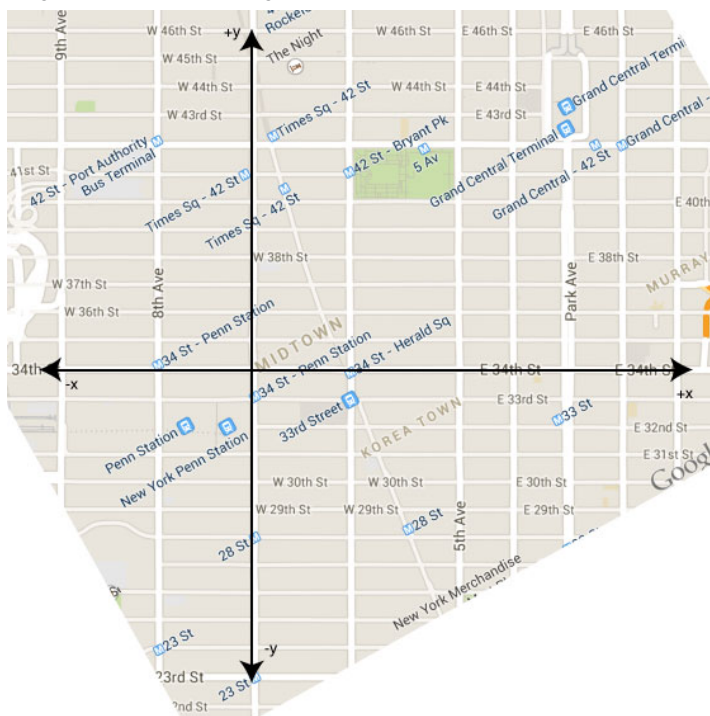 9th Ave
W 46th St
+y
4
Rockef
W 46th St
E 46th St
E 46th St
W 45th St
The Night
W 44th St
W 44th St
E 44th St
Grand Central Termi
W 43rd St
E 43rd St
Times Sq - 42 St
42 St - Bryant Pk
Grand Central -
42 St - Port Authority
Bus Terminal
5 Av
Grand Central Terminal
Grand Central - 42 St
41st St
Times Sq - 42 St
Times Sq - 42 St
E 40th
W 38th St
E 38th St
W 37th St
8th Ave
Park Ave
MURRAY
W 36th St
34 St - Penn Station
MIDTOWN
34 St - Penn Station
34 St - Herald Sq
34th
E 34th St
E 34th St
-x
+x
E 33rd St
33rd Street
KOREA TOWN
33 St
Penn Station
New York Penn Station
E 32nd St
E 31st St
Google
W 30th St
W 30th St
E 30th St
W 29th St
W 29th St
E 29th St
5th Ave
28 St
28 St
New York Merchandise
23 St
-y
23rd St
23 St
2nd St